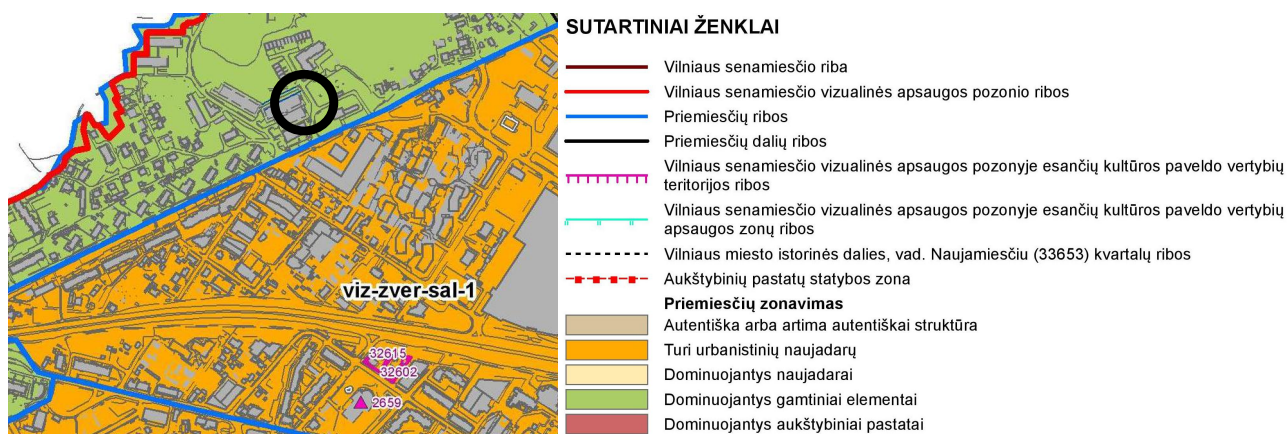 viz-zver-sal-1
32615
32602
2659
SUTARTINIAI ŽENKLAI
Vilniaus senamiesčio riba
Vilniaus senamiesčio vizualinės apsaugos pozonio ribos
Priemiesčių ribos
Priemiesčių dalių ribos
Vilniaus senamiesčio vizualinės apsaugos pozonyje esančių kultūros paveldo vertybių
teritorijos ribos
Vilniaus senamiesčio vizualinės apsaugos pozonyje esančių kultūros paveldo vertybių
apsaugos zonų ribos
Vilniaus miesto istorinės dalies, vad. Naujamiesčiu (33653) kvartalų ribos
Aukštybinių pastatų statybos zona
Priemiesčių zonavimas
Autentiška arba artima autentiškai struktūra
Turi urbanistinių naujadarų
Dominuojantys naujadarai
Dominuojantys gamtiniai elementai
Dominuojantys aukštybiniai pastatai